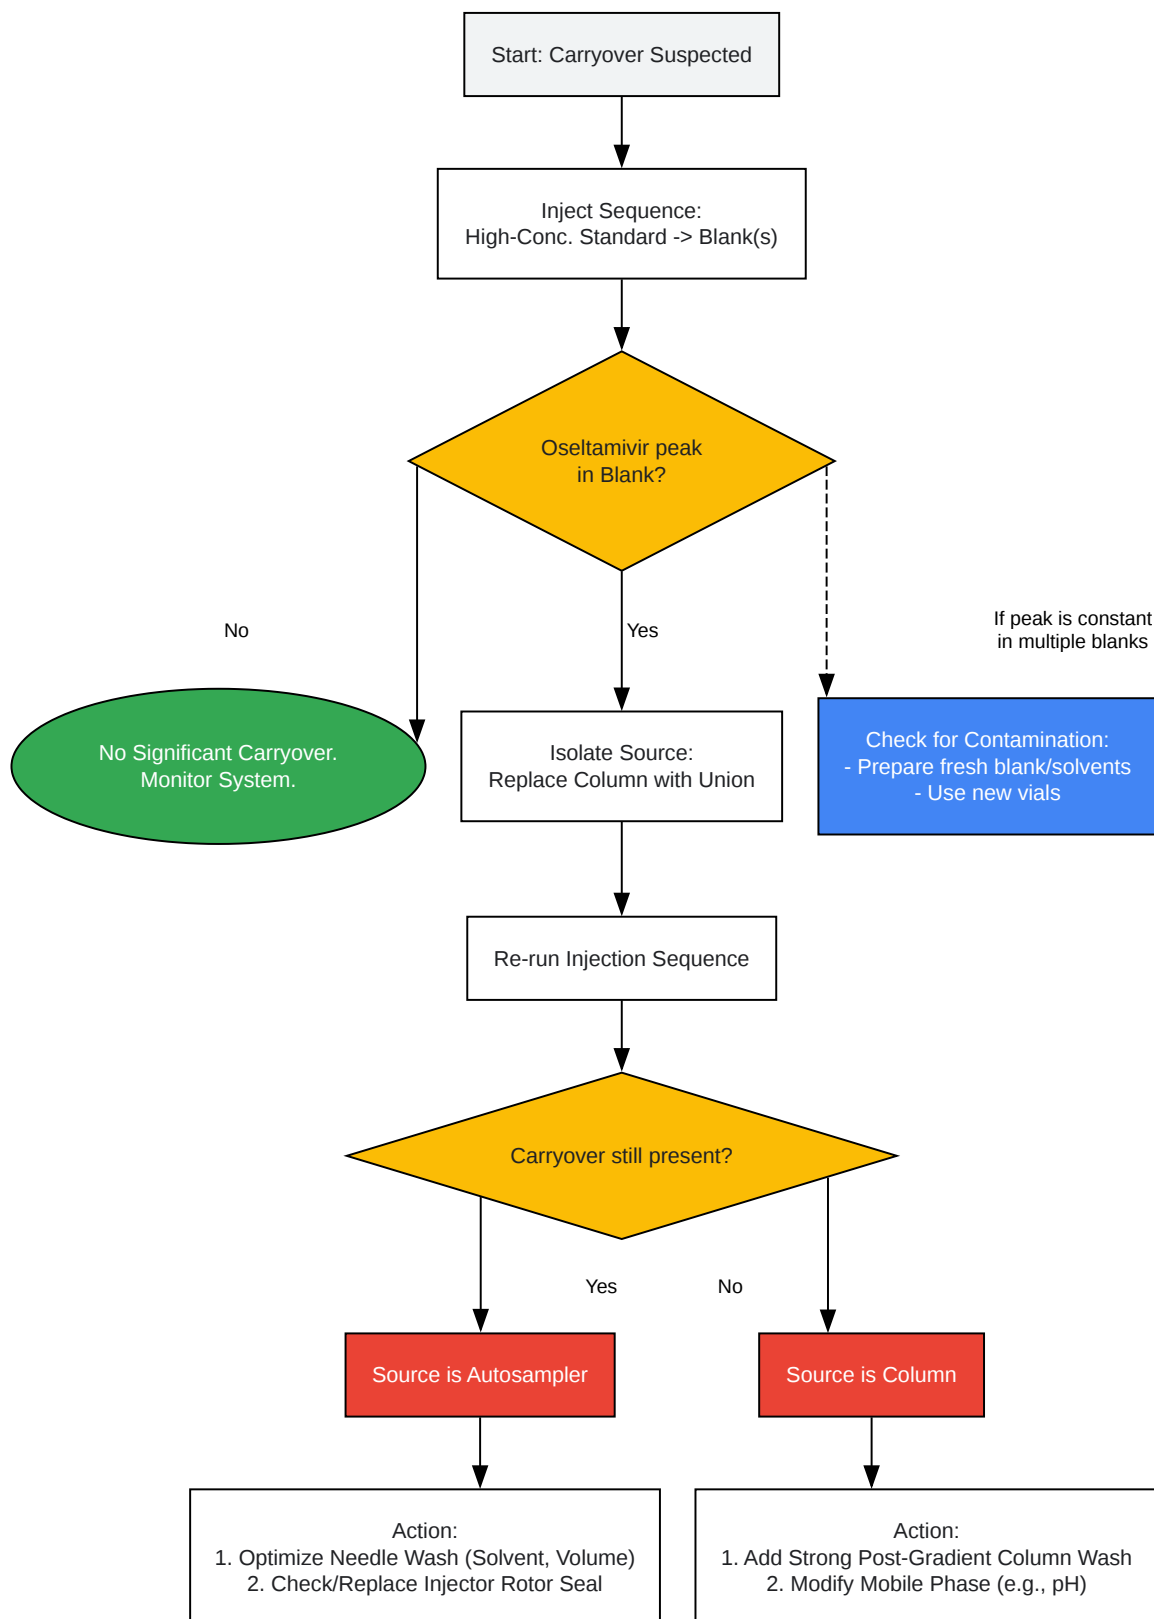 Start: Carryover Suspected
Inject Sequence:
High-Conc. Standard -> Blank(s)
Oseltamivir peak
in Blank?
No
Yes
If peak is constant
in multiple blanks
No Significant Carryover.
Monitor System.
Isolate Source:
Replace Column with Union
Check for Contamination:
- Prepare fresh blank/solvents
- Use new vials
Re-run Injection Sequence
Carryover still present?
Yes
No
Source is Autosampler
Source is Column
Action:
1. Optimize Needle Wash (Solvent, Volume)
2. Check/Replace Injector Rotor Seal
Action:
1. Add Strong Post-Gradient Column Wash
2. Modify Mobile Phase (e.g., pH)